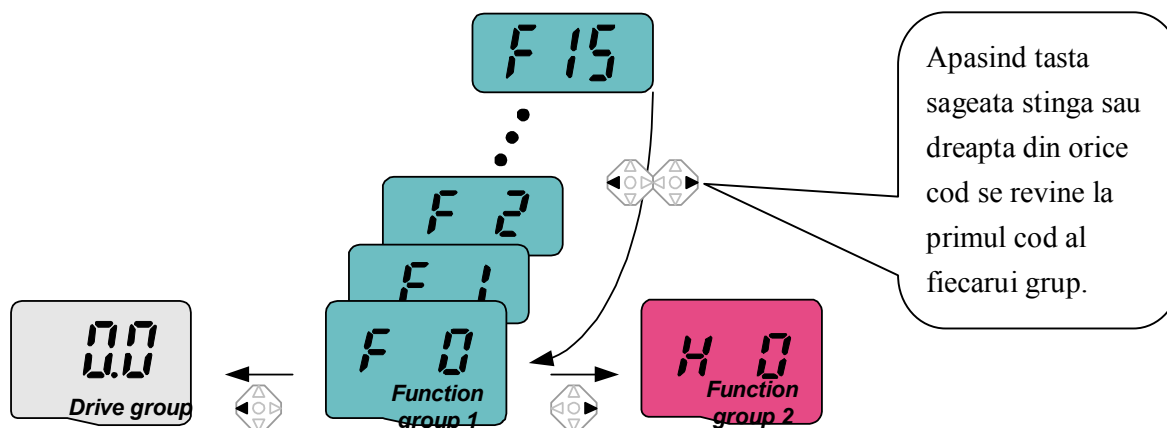 F 15
Apasind tasta
sageata stinga sau
dreapta din orice
cod se revine la
primul cod al
fiecarui grup.
F 2
F 1
0.0
Drive group
F 0
Function
group 1
H 0
Function
group 2